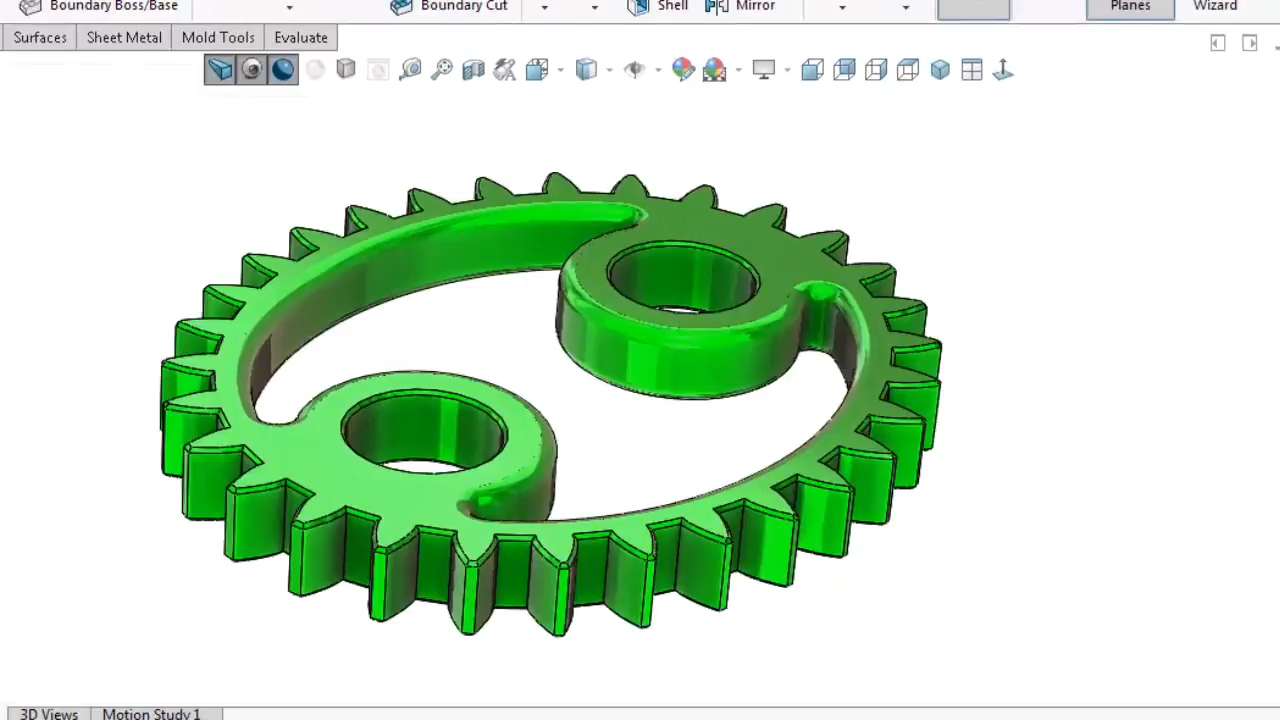 Boundary Boss/Base
Boundary Cut
Shell
Mirror
Planes
Wizard
Surfaces
Sheet Metal
Mold Tools
Evaluate
3D Views
Motion Study 1